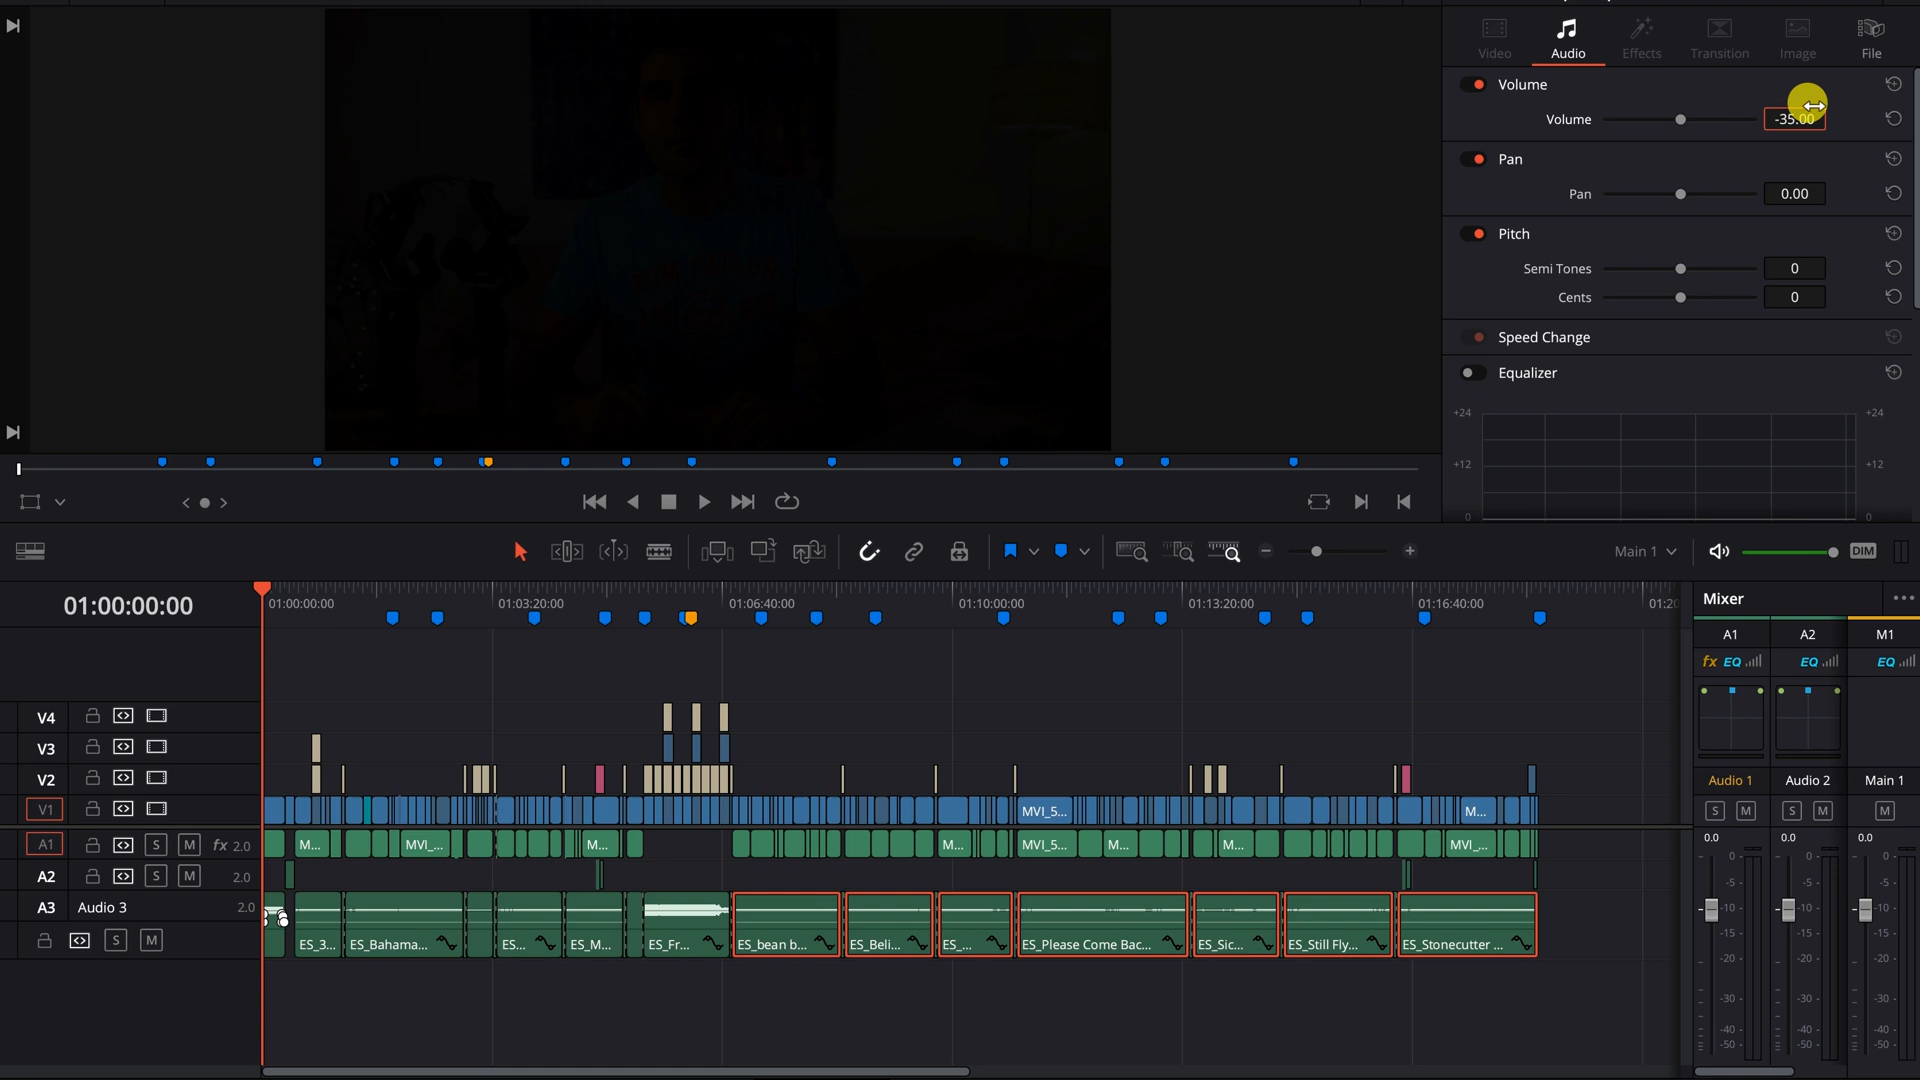 Video
Audio
Effects
Transition
Image
File
Volume
Volume
-35.00
Pan
Pan
0.00
Pitch
Semi Tones
0
Cents
0
Speed Change
Equalizer
+24
+24
+12
+12
0
0
Main 1
DIM
01:00:00:00
01:00:00:00
01:03:20:00
01:06:40:00
01:10:00:00
01:13:20:00
01:16:40:00
01:20
Mixer
A1
A2
M1
fx EQ
EQ
EQ
V4
V3
V2
V1
MVI_5...
M...
A1
S
M
fx 2.0
M...
MVI_...
M...
M...
MVI_5...
M...
M...
MVI_...
A2
S
M
2.0
A3
Audio 3
2.0
S
M
ES_3...
ES_Bahama...
ES...
ES_M...
ES_Fr...
ES_bean b...
ES_Beli...
ES_...
ES_Please Come Bac...
ES_Sic...
ES_Still Fly...
ES_Stonecutter ...
Audio 1
Audio 2
Main 1
S
M
S
M
M
0.0
0.0
0.0
0
-5
-10
-15
-20
-30
-40
-50
0
-5
-10
-15
-20
-30
-40
-50
0
-5
-10
-15
-20
-30
-40
-50